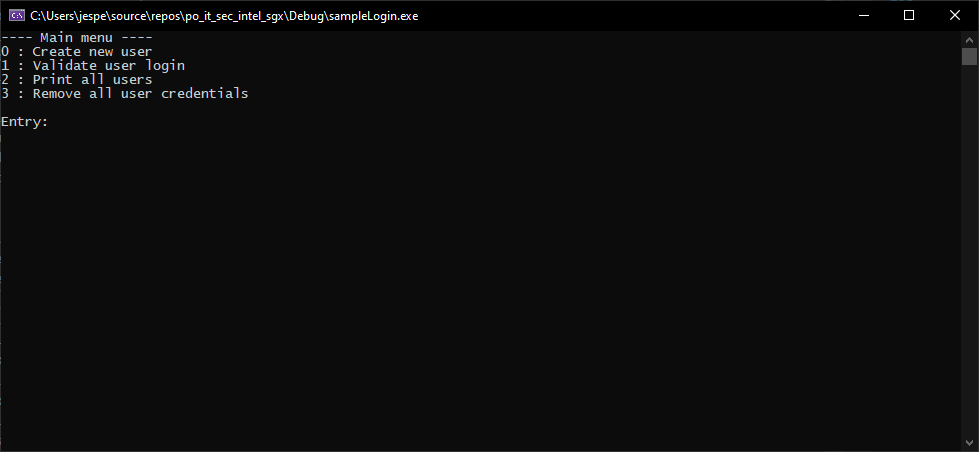 C:\Users\jespe\source\repos\po_it_sec_intel_sgx\Debug\sampleLogin.exe
---- Main menu ----
0 : Create new user
1 : Validate user login
2 : Print all users
3 : Remove all user credentials
Entry: